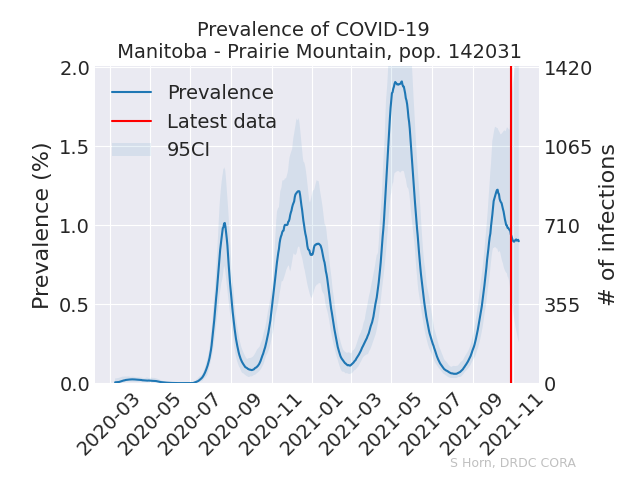 Prevalence of COVID-19
Manitoba - Prairie Mountain, pop. 142031
Prevalence (%)
2.0
1.5
1.0
0.5
0.0
Prevalence
Latest data
95CI
1420
1065
710
355
0
# of infections
2020-03
2020-05
2020-07
2020-09
2020-11
2021-01
2021-03
2021-05
2021-07
2021-09
2021-11
S Horn, DRDC CORA